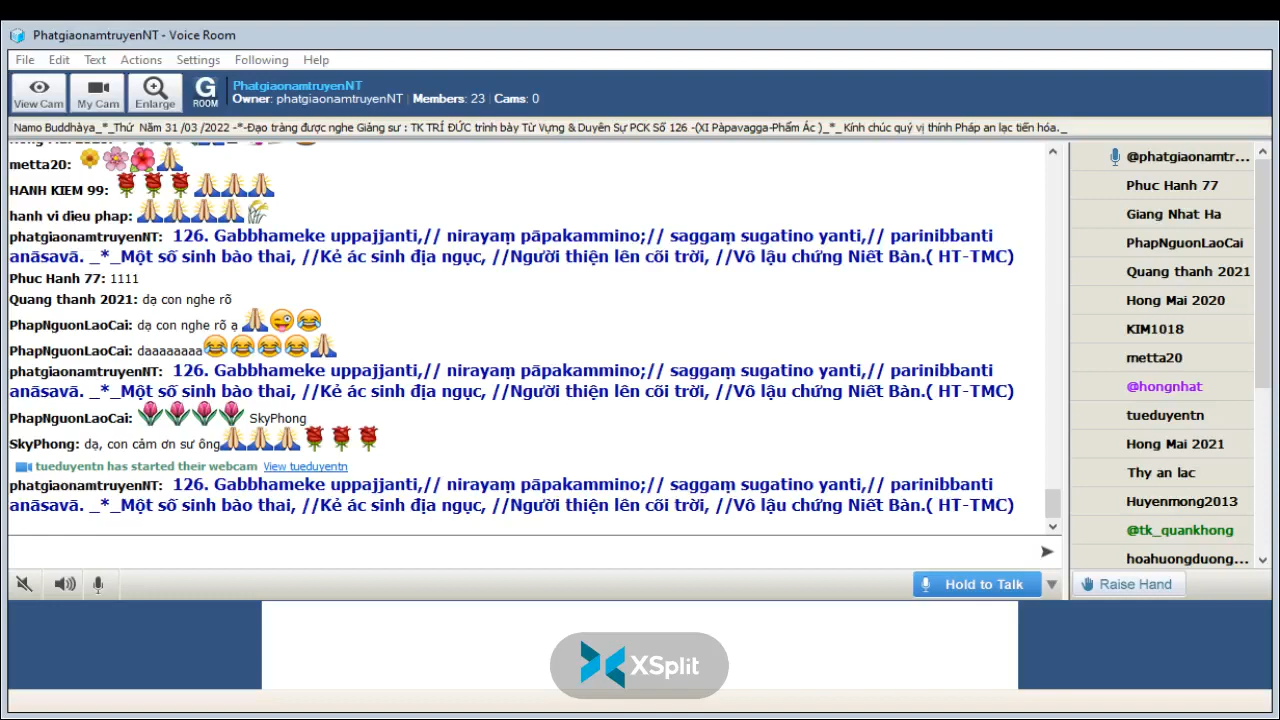 PhatgiaonamtruyenNT - Voice Room
File Edit Text Actions Settings Following Help
View Cam My Cam Enlarge G ROOM
PhatgiaonamtruyenNT
Owner: phatgiaonamtruyenNT Members: 23 Cams: 0
Namo Buddhàya_*_Thứ Năm 31 /03 /2022 -*-Đạo tràng được nghe Giảng sư : TK TRÍ ĐỨC trình bày Từ Vựng & Duyên Sự PCK Số 126 -(XI Pàpavagga-Phẩm Ác )_*_ Kính chúc quý vị thính Pháp an lạc tiến hóa._
metta20:
HANH KIEM 99:
hanh vi dieu phap:
phatgiaonamtruyenNT: 126. Gabbhameke uppajjanti,// nirayaṃ pāpakammino;// saggaṃ sugatino yanti,// parinibbanti
anāsavā. _*_Một số sinh bào thai, //Kẻ ác sinh địa ngục, //Người thiện lên cõi trời, //Vô lậu chứng Niết Bàn.( HT-TMC)
Phuc Hanh 77: 1111
Quang thanh 2021: dạ con nghe rõ
PhapNguonLaoCai: dạ con nghe rõ ạ
PhapNguonLaoCai: daaaaaaaa
phatgiaonamtruyenNT: 126. Gabbhameke uppajjanti,// nirayaṃ pāpakammino;// saggaṃ sugatino yanti,// parinibbanti
anāsavā. _*_Một số sinh bào thai, //Kẻ ác sinh địa ngục, //Người thiện lên cõi trời, //Vô lậu chứng Niết Bàn.( HT-TMC)
PhapNguonLaoCai: SkyPhong
SkyPhong: dạ, con cảm ơn sư ông
tueduyentn has started their webcam View tueduyentn
phatgiaonamtruyenNT: 126. Gabbhameke uppajjanti,// nirayaṃ pāpakammino;// saggaṃ sugatino yanti,// parinibbanti
anāsavā. _*_Một số sinh bào thai, //Kẻ ác sinh địa ngục, //Người thiện lên cõi trời, //Vô lậu chứng Niết Bàn.( HT-TMC)
@phatgiaonamtr...
Phuc Hanh 77
Giang Nhat Ha
PhapNguonLaoCai
Quang thanh 2021
Hong Mai 2020
KIM1018
metta20
@hongnhat
tueduyentn
Hong Mai 2021
Thy an lac
Huyenmong2013
@tk_quankhong
hoahuongduong...
Hold to Talk
Raise Hand
XSplit